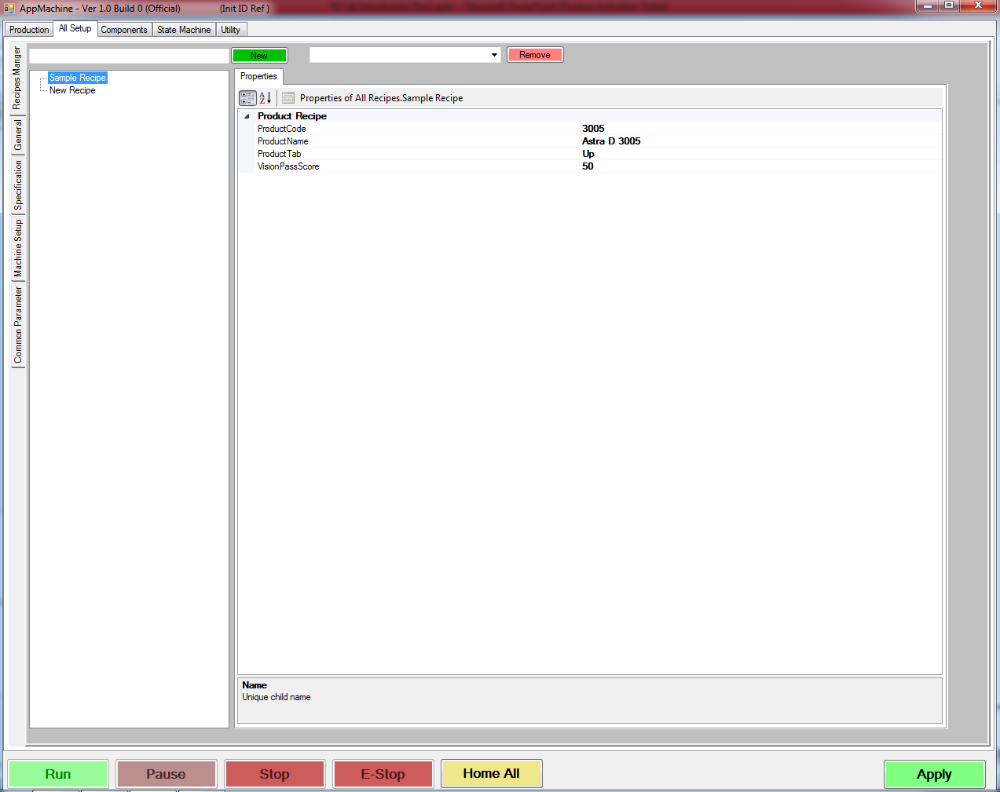 AppMachine - Ver 1.0 Build 0 (Official) (Init ID Ref )
Production All Setup Components State Machine Utility
New Remove
Recipes Manger
General
Specification
Machine Setup
Common Parameter
Sample Recipe
New Recipe
Properties
Properties of All Recipes.Sample Recipe
Product Recipe
ProductCode 3005
ProductName Astra D 3005
ProductTab Up
VisionPassScore 50
Name
Unique child name
Run Pause Stop E-Stop Home All Apply